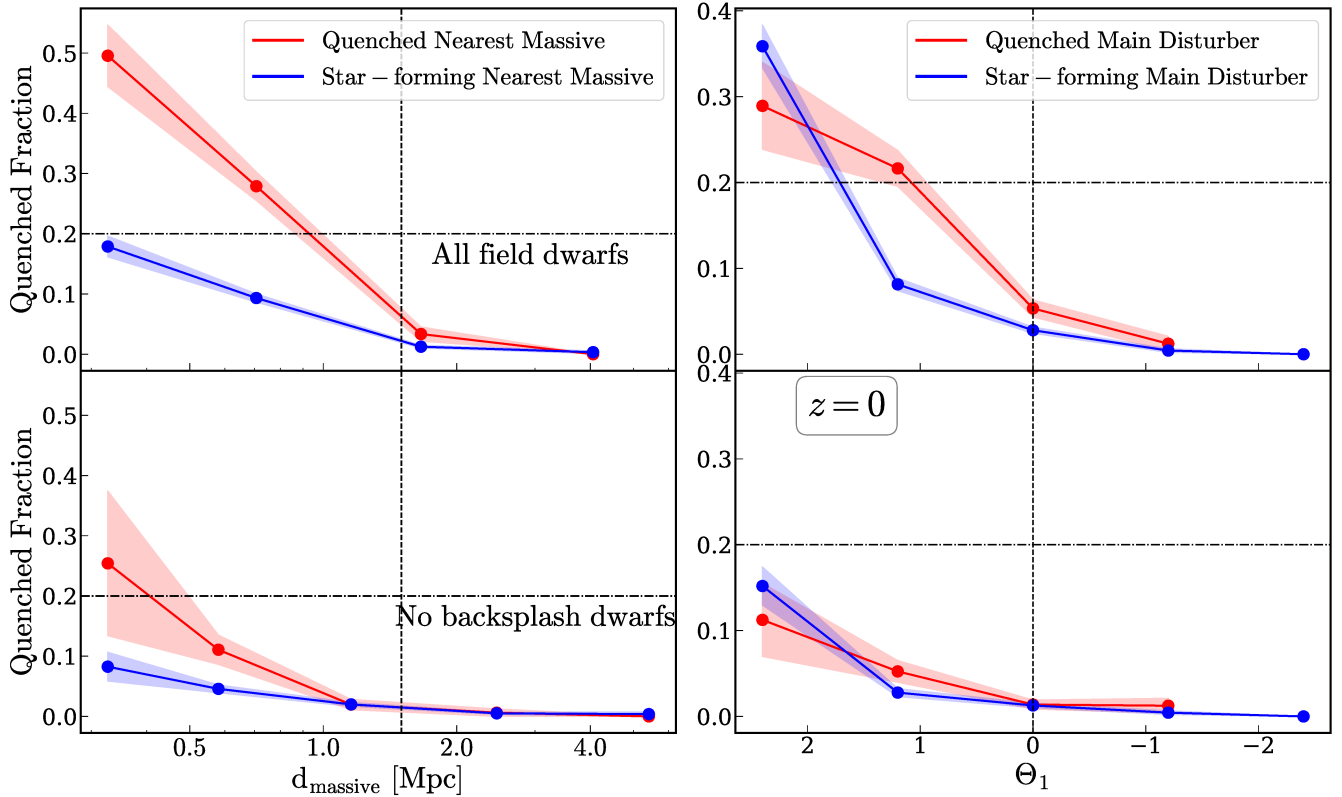 Quenched Fraction
0.5
0.4
0.3
0.2
0.1
0.0
Quenched Nearest Massive
Star – forming Nearest Massive
All field dwarfs
0.4
0.3
0.2
0.1
0.0
Quenched Main Disturber
Star – forming Main Disturber
Quenched Fraction
0.5
0.4
0.3
0.2
0.1
0.0
No backsplash dwarfs
0.5 1.0 2.0 4.0
d_massive [Mpc]
0.4
0.3
0.2
0.1
0.0
z = 0
2 1 0 −1 −2
Θ₁